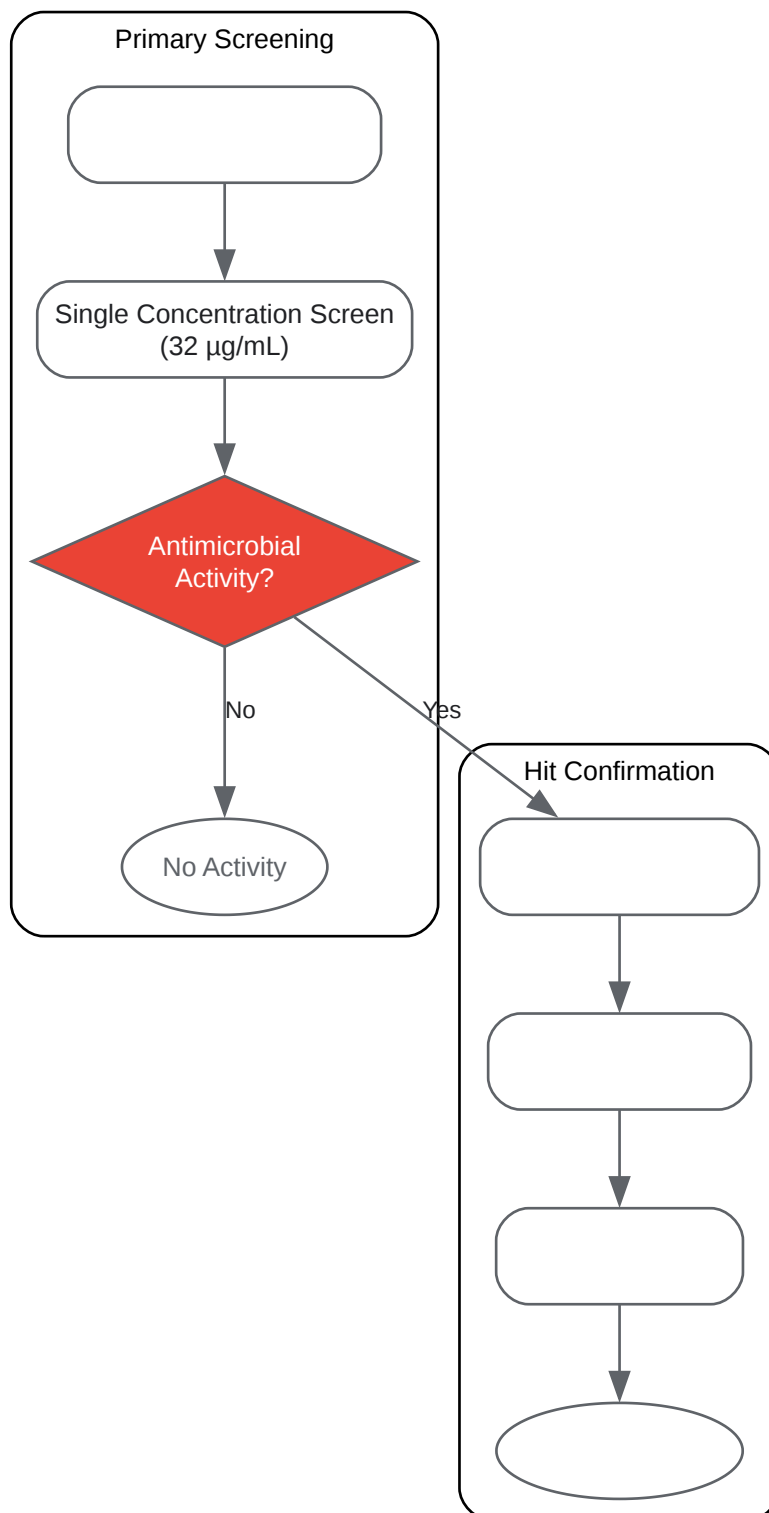 Primary Screening
Single Concentration Screen
(32 µg/mL)
Antimicrobial
Activity?
No
Yes
Hit Confirmation
No Activity